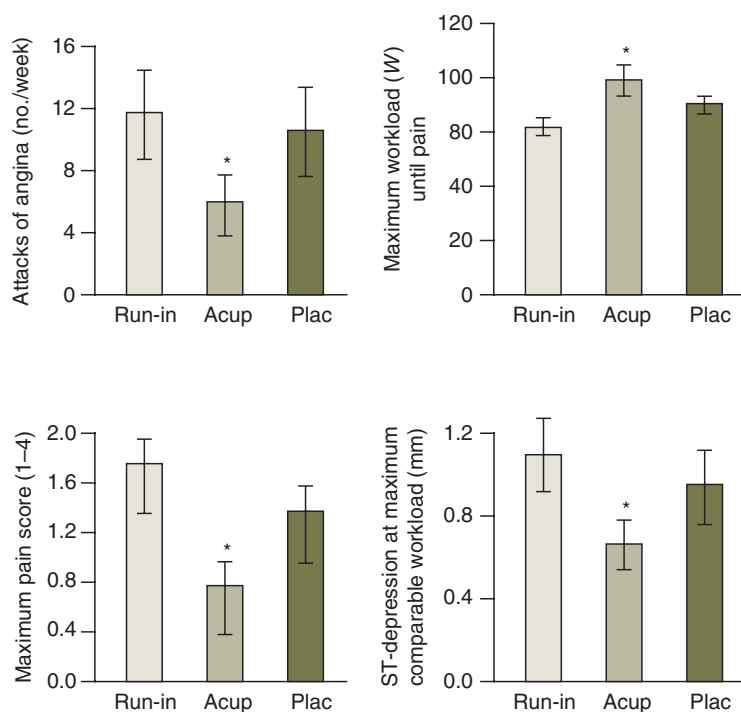 Attacks of angina (no./week)
16
12
6
4
0
*
Run-in
Acup
Plac
Maximum workload (W)
until pain
120
100
80
40
20
0
*
Run-in
Acup
Plac
Maximum pain score (1–4)
2.0
1.6
1.2
0.8
0.4
0.0
*
Run-in
Acup
Plac
ST-depression at maximum
comparable workload (mm)
1.2
0.8
0.4
0.0
*
Run-in
Acup
Plac